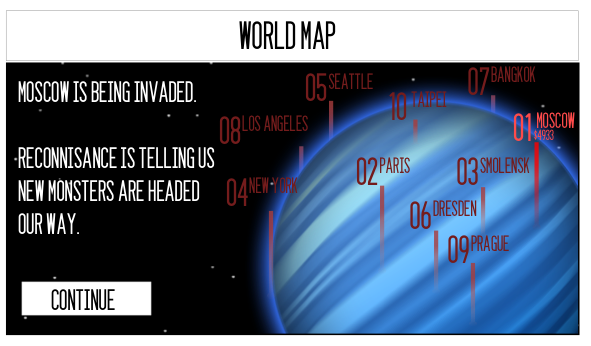 WORLD MAP
MOSCOW IS BEING INVADED.
RECONNISANCE IS TELLING US
NEW MONSTERS ARE HEADED
OUR WAY.
CONTINUE
05 SEATTLE
07 BANGKOK
10 TAIPEI
08 LOS ANGELES
01 MOSCOW
$4933
02 PARIS
03 SMOLENSK
04 NEW YORK
06 DRESDEN
09 PRAGUE